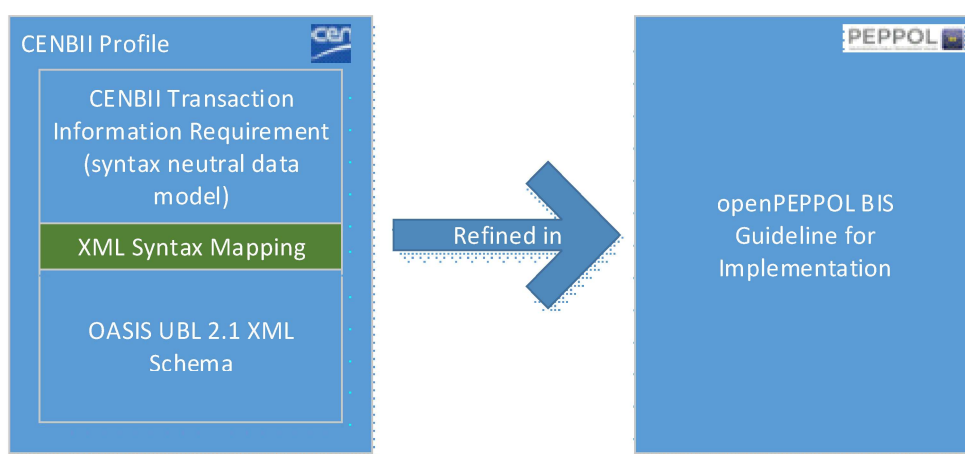 CENBII Profile
cen
CENBII Transaction
Information Requirement
(syntax neutral data
model)
XML Syntax Mapping
OASIS UBL 2.1 XML
Schema
Refined in
PEPPOL
openPEPPOL BIS
Guideline for
Implementation